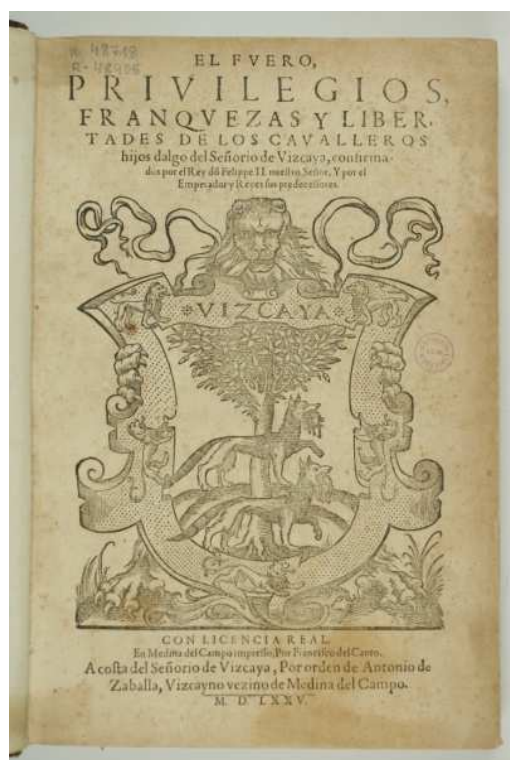 R. 48718
R-48406
EL FVERO,
PRIVILEGIOS,
FRANQVEZAS Y LIBER-
TADES DE LOS CAVALLEROS
hijos dalgo del Señorio de Vizcaya, confirma-
dos por el Rey dõ Felippe II. nuestro Señor, Y por el
Emperador y Reyes sus predecessores.
VIZCAYA
CON LICENCIA REAL.
En Medina del Campo impresso, Por Francisco del Canto.
A costa del Señorio de Vizcaya, Por orden de Antonio de
Zaballa, Vizcayno vezino de Medina del Campo.
M. D. LXXV.